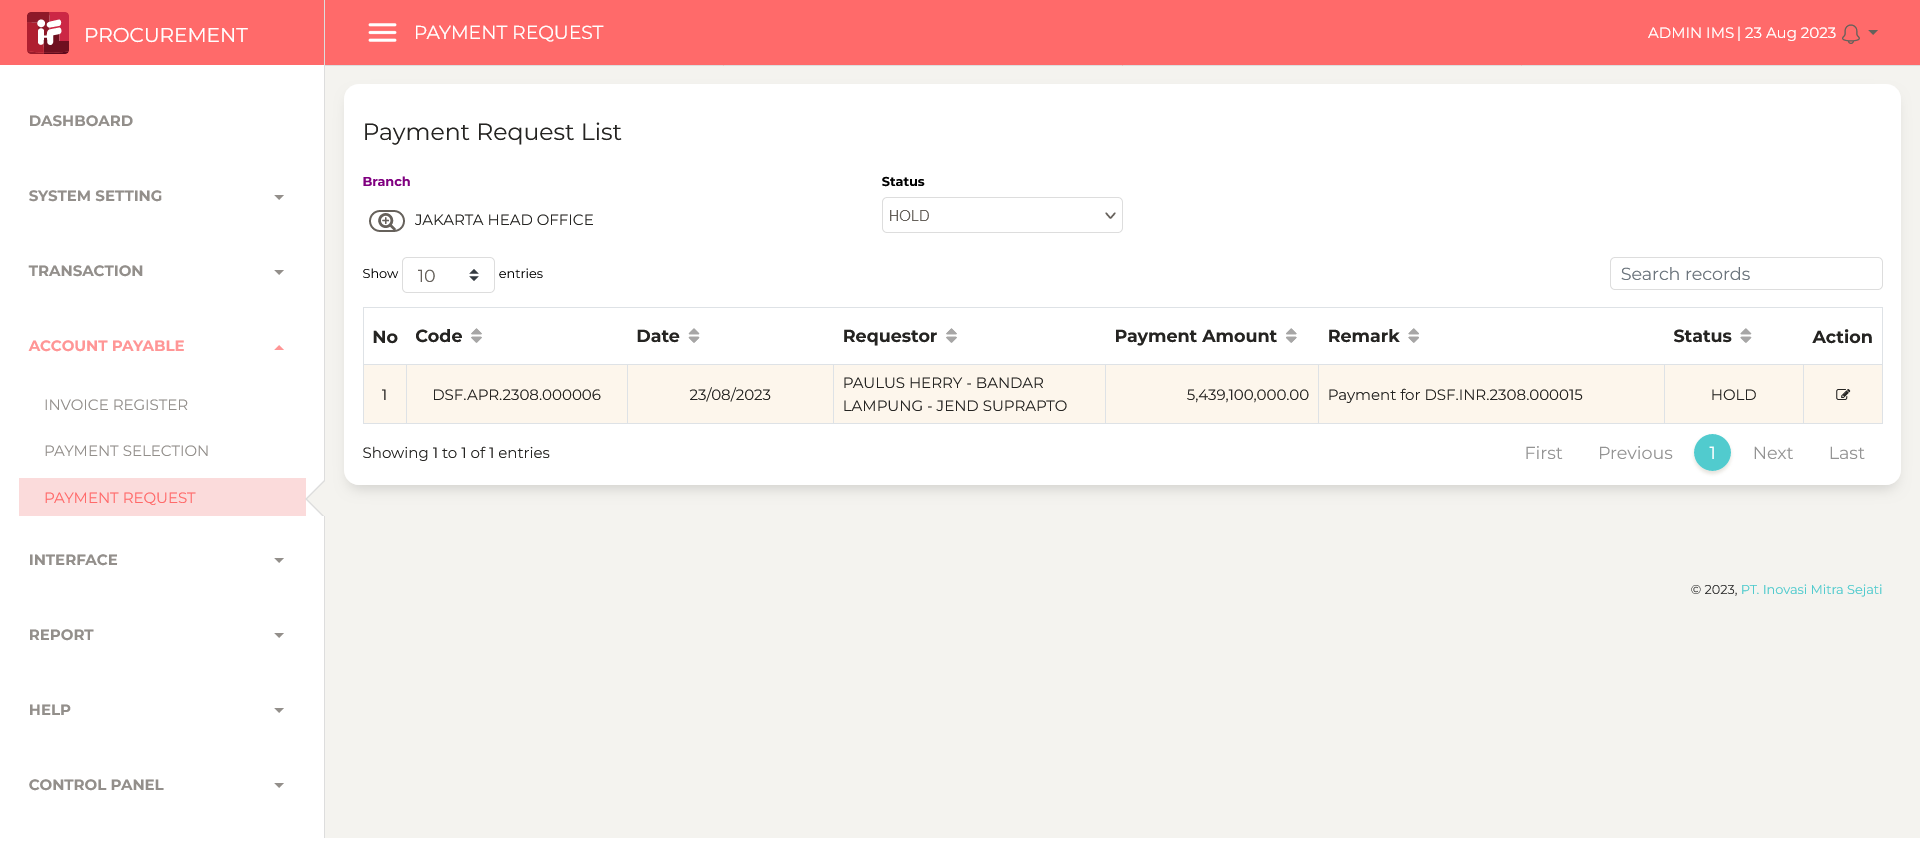 iF PROCUREMENT
PAYMENT REQUEST
ADMIN IMS | 23 Aug 2023
DASHBOARD
SYSTEM SETTING
TRANSACTION
ACCOUNT PAYABLE
INVOICE REGISTER
PAYMENT SELECTION
PAYMENT REQUEST
INTERFACE
REPORT
HELP
CONTROL PANEL
Payment Request List
Branch
JAKARTA HEAD OFFICE
Status
HOLD
Show 10 entries
Search records
No Code Date Requestor Payment Amount Remark Status Action
1 DSF.APR.2308.000006 23/08/2023 PAULUS HERRY - BANDAR
LAMPUNG - JEND SUPRAPTO 5,439,100,000.00 Payment for DSF.INR.2308.000015 HOLD
Showing 1 to 1 of 1 entries
First Previous 1 Next Last
© 2023, PT. Inovasi Mitra Sejati